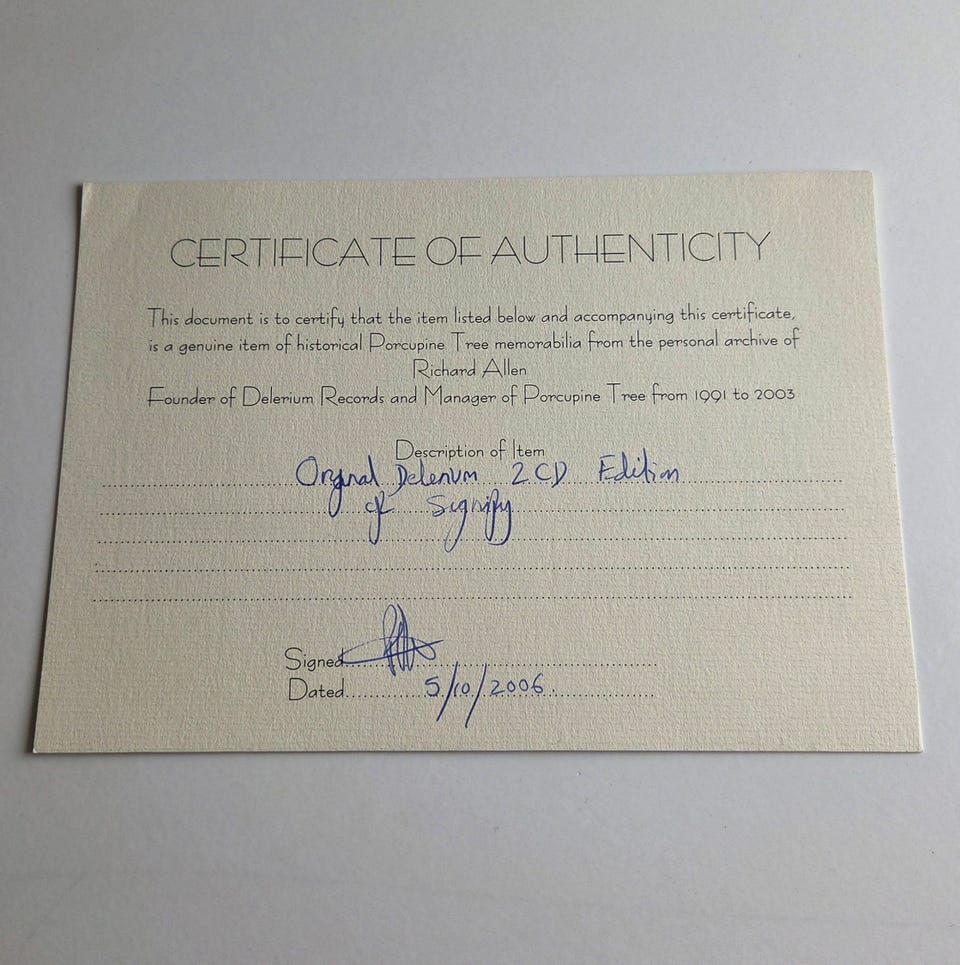 CERTIFICATE OF AUTHENTICITY
This document is to certify that the item listed below and accompanying this certificate,
is a genuine item of historical Porcupine Tree memorabilia from the personal archive of
Richard Allen
Founder of Delerium Records and Manager of Porcupine Tree from 1991 to 2003
Description of Item
Original Delerium 2 CD Edition
of Signify
Signed
Dated 5/10/2006